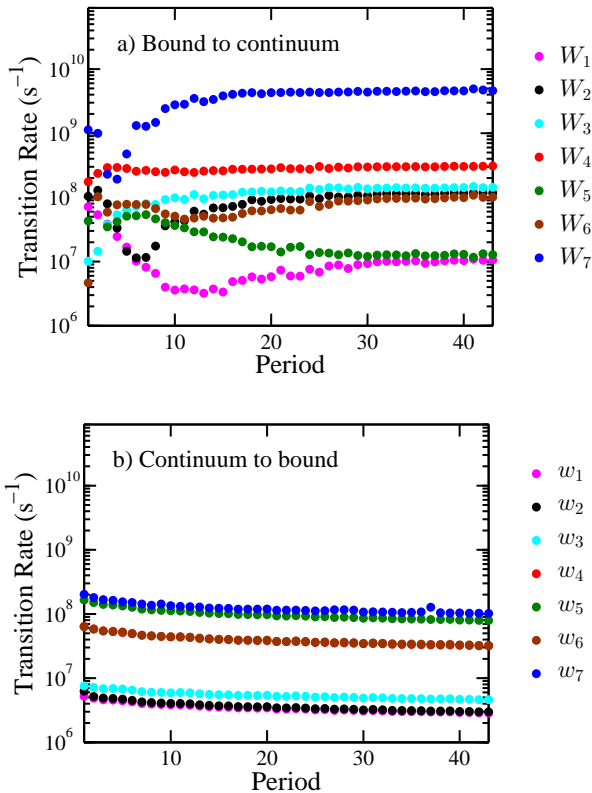 a) Bound to continuum
Transition Rate (s⁻¹)
10¹⁰
10⁹
10⁸
10⁷
10⁶
10 20 30 40
Period
W₁
W₂
W₃
W₄
W₅
W₆
W₇
b) Continuum to bound
Transition Rate (s⁻¹)
10¹⁰
10⁹
10⁸
10⁷
10⁶
10 20 30 40
Period
w₁
w₂
w₃
w₄
w₅
w₆
w₇